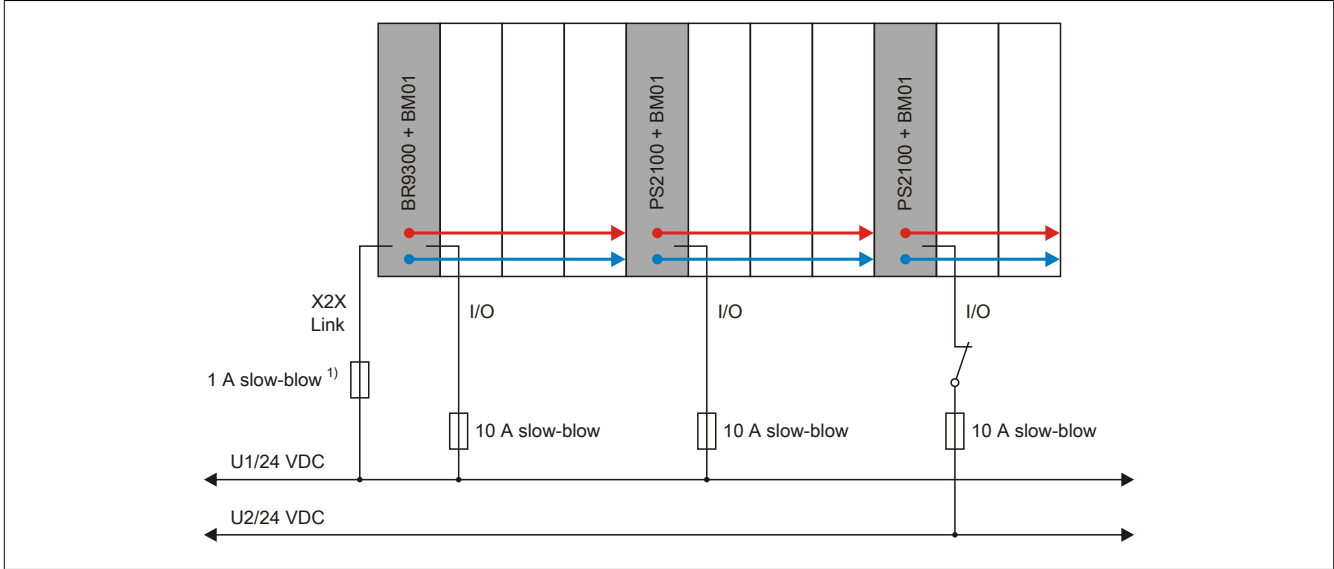 BR9300 + BM01
PS2100 + BM01
PS2100 + BM01
X2X
Link
I/O
I/O
I/O
1 A slow-blow 1)
10 A slow-blow
10 A slow-blow
10 A slow-blow
U1/24 VDC
U2/24 VDC